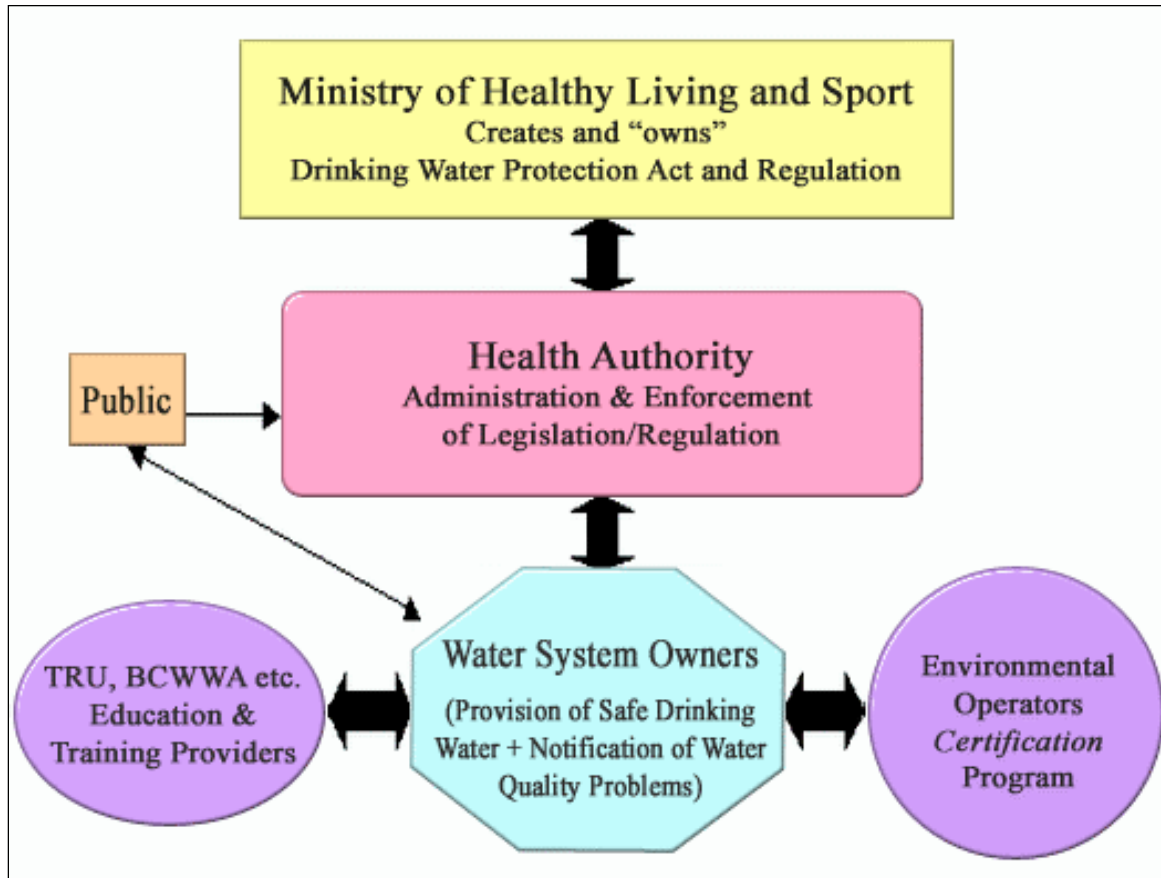 Ministry of Healthy Living and Sport
Creates and “owns”
Drinking Water Protection Act and Regulation
Health Authority
Administration & Enforcement
of Legislation/Regulation
Public
Water System Owners
(Provision of Safe Drinking
Water + Notification of Water
Quality Problems)
TRU, BCWWA etc.
Education &
Training Providers
Environmental
Operators
Certification
Program